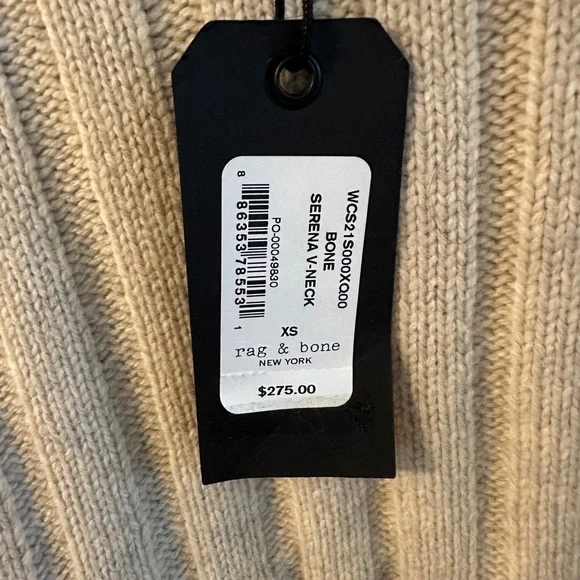 WCS21S000XQ00
BONE
SERENA V-NECK
PO-00049830
8 86353 78553 1
XS
rag & bone
NEW YORK
$275.00